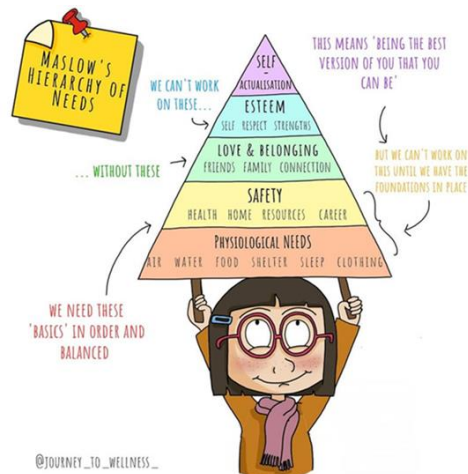 MASLOW'S
HIERARCHY OF
NEEDS
THIS MEANS 'BEING THE BEST
VERSION OF YOU THAT YOU
CAN BE'
SELF
-
ACTUALISATION
WE CAN'T WORK
ON THESE...
ESTEEM
SELF RESPECT STRENGTHS
... WITHOUT THESE
LOVE & BELONGING
FRIENDS FAMILY CONNECTION
BUT WE CAN'T WORK ON
THIS UNTIL WE HAVE THE
FOUNDATIONS IN PLACE
SAFETY
HEALTH HOME RESOURCES CAREER
PHYSIOLOGICAL NEEDS
AIR WATER FOOD SHELTER SLEEP CLOTHING
WE NEED THESE
'BASICS' IN ORDER AND
BALANCED
@JOURNEY_TO_WELLNESS_